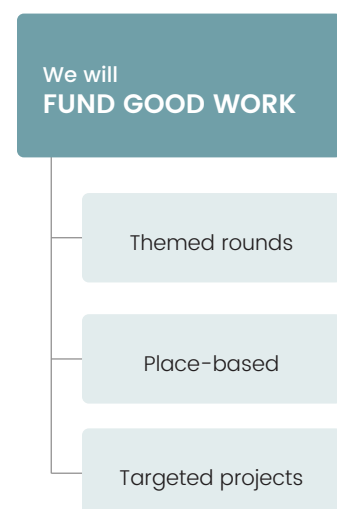 We will
FUND GOOD WORK
Themed rounds
Place-based
Targeted projects